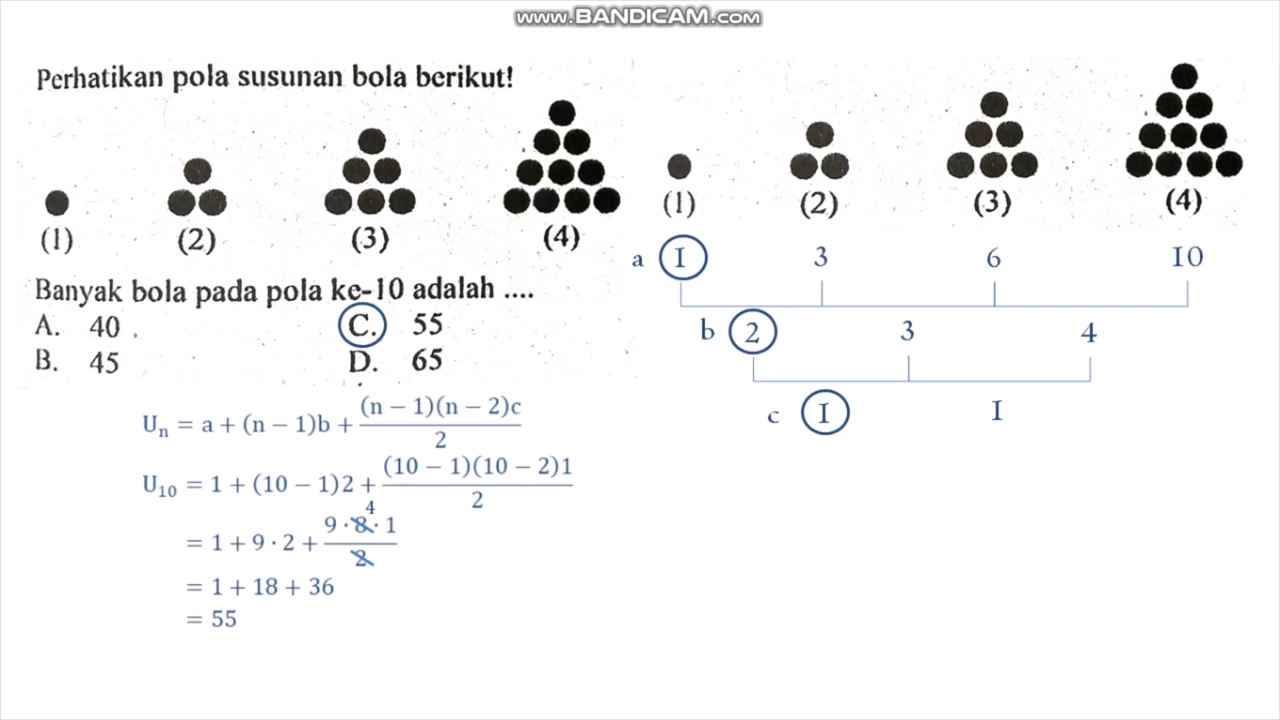 www.BANDICAM.com
Perhatikan pola susunan bola berikut!
(1) (2) (3) (4)
Banyak bola pada pola ke-10 adalah ....
A. 40 C. 55
B. 45 D. 65
Uₙ = a + (n − 1)b + (n − 1)(n − 2)c / 2
U₁₀ = 1 + (10 − 1)2 + (10 − 1)(10 − 2)1 / 2
4
= 1 + 9 · 2 + 9 · 8 · 1 / 2
= 1 + 18 + 36
= 55
(1) (2) (3) (4)
a 1 3 6 10
b 2 3 4
c 1 1